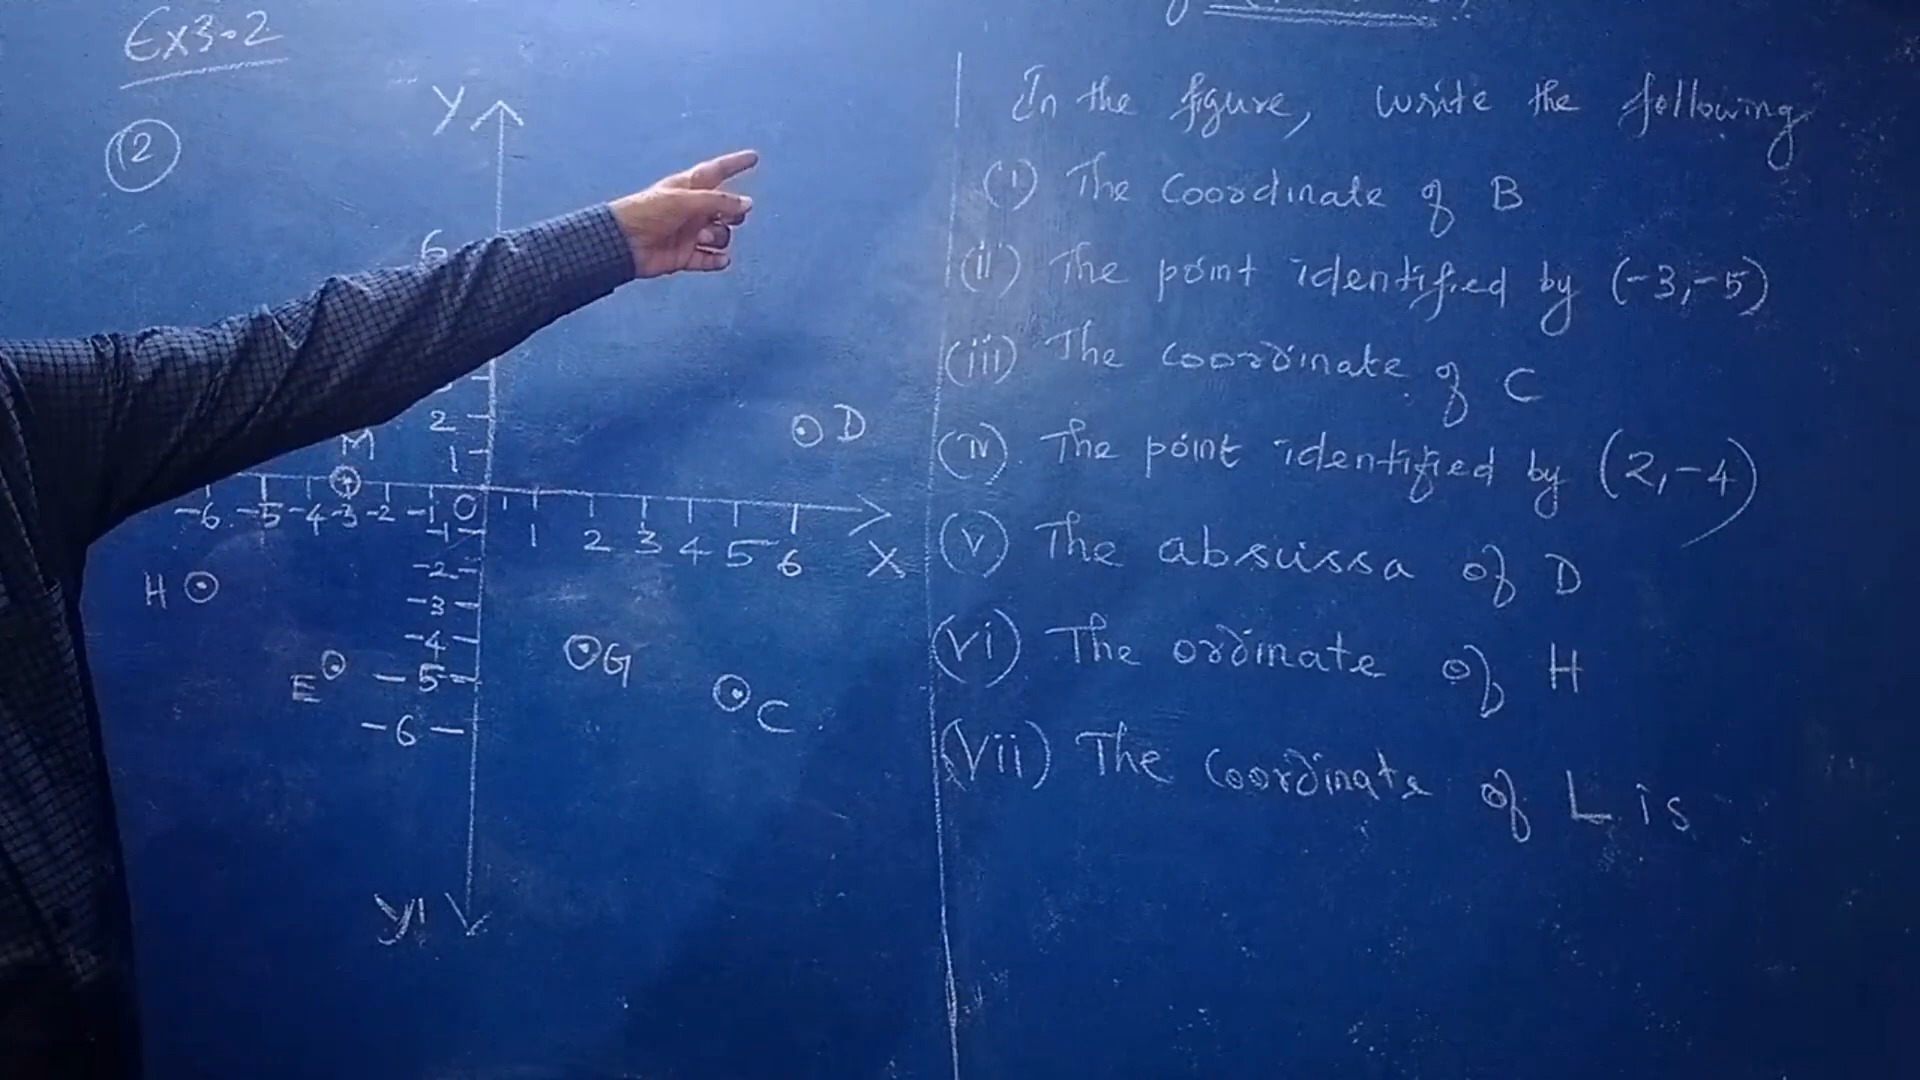 Ex3.2
(2)
Y
6
2
1
M
D
-6 -5 -4 -3 -2 -1 0 1 2 3 4 5 6 X
-1
-2
-3
-4
-5
-6
H
E
G
C
Y'
In the figure, write the following
(i) The Coordinate of B
(ii) The point identified by (-3,-5)
(iii) The coordinate of C
(iv) The point identified by (2,-4)
(v) The absissa of D
(vi) The ordinate of H
(vii) The Coordinate of L is